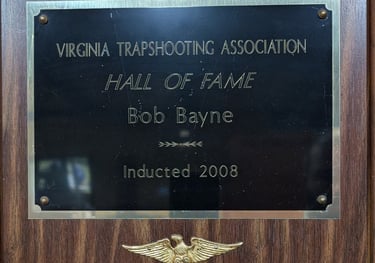 VIRGINIA TRAPSHOOTING ASSOCIATION
HALL OF FAME
Bob Bayne
Inducted 2008